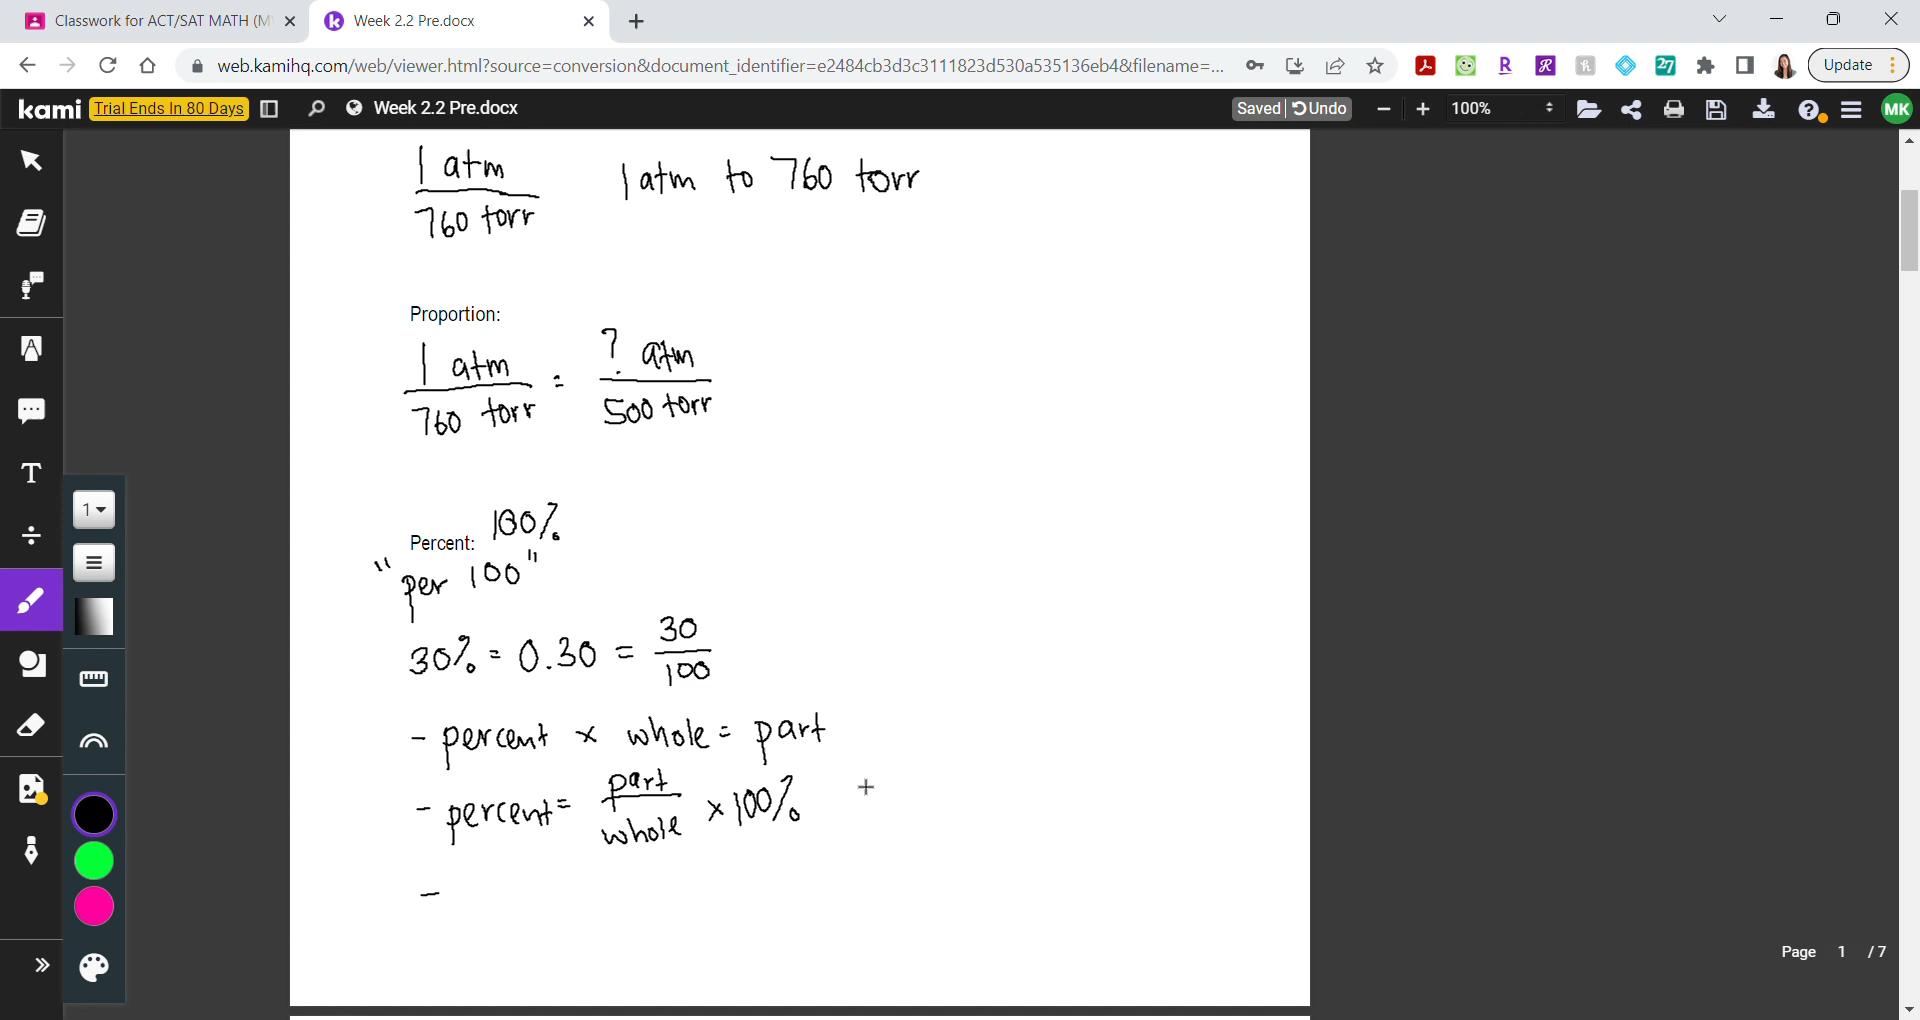 Classwork for ACT/SAT MATH (M
Week 2.2 Pre.docx
web.kamihq.com/web/viewer.html?source=conversion&document_identifier=e2484cb3d3c3111823d530a535136eb4&filename=...
Update
kami Trial Ends In 80 Days Week 2.2 Pre.docx Saved Undo 100% MK
1 atm
760 torr
1 atm to 760 torr
Proportion:
1 atm = ? atm
760 torr 500 torr
Percent: 100%
"per 100"
30% = 0.30 = 30
100
- percent x whole = part
- percent = part x 100%
whole
-
1
Page 1 / 7